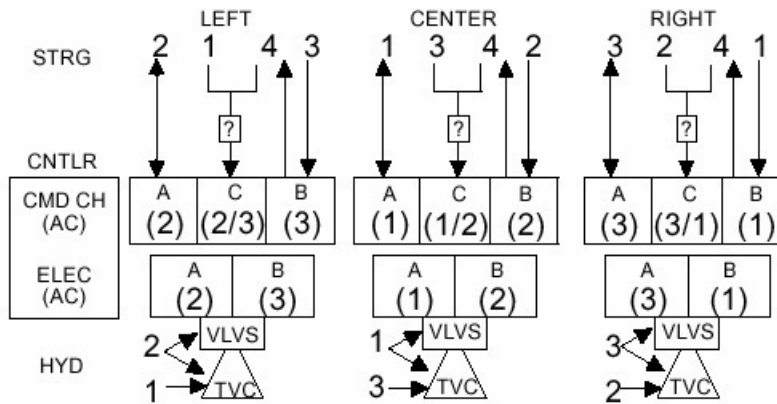 LEFT CENTER RIGHT
STRG 2 1 4 3 1 3 4 2 3 2 4 1
? ? ?
CNTLR
CMD CH A C B A C B A C B
(AC) (2) (2/3) (3) (1) (1/2) (2) (3) (3/1) (1)
ELEC A B A B A B
(AC) (2) (3) (1) (2) (3) (1)
VLVS VLVS VLVS
HYD 2 1 3
1 TVC 3 TVC 2 TVC